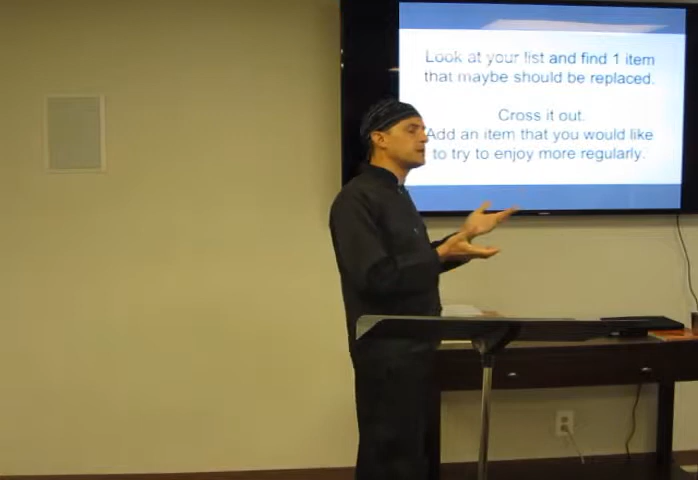 Look at your list and find 1 item
that maybe should be replaced.
Cross it out.
Add an item that you would like
to try to enjoy more regularly.